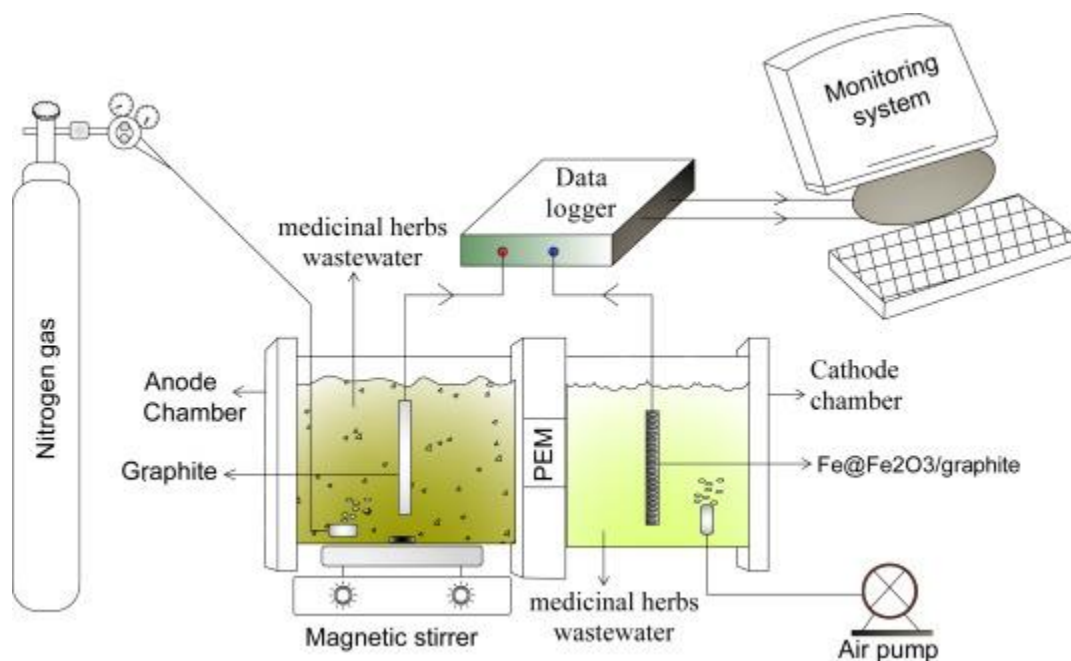 Monitoring
system
Data
logger
medicinal herbs
wastewater
Nitrogen gas
Anode
Chamber
Cathode
chamber
PEM
Graphite
Fe@Fe2O3/graphite
medicinal herbs
wastewater
Magnetic stirrer
Air pump